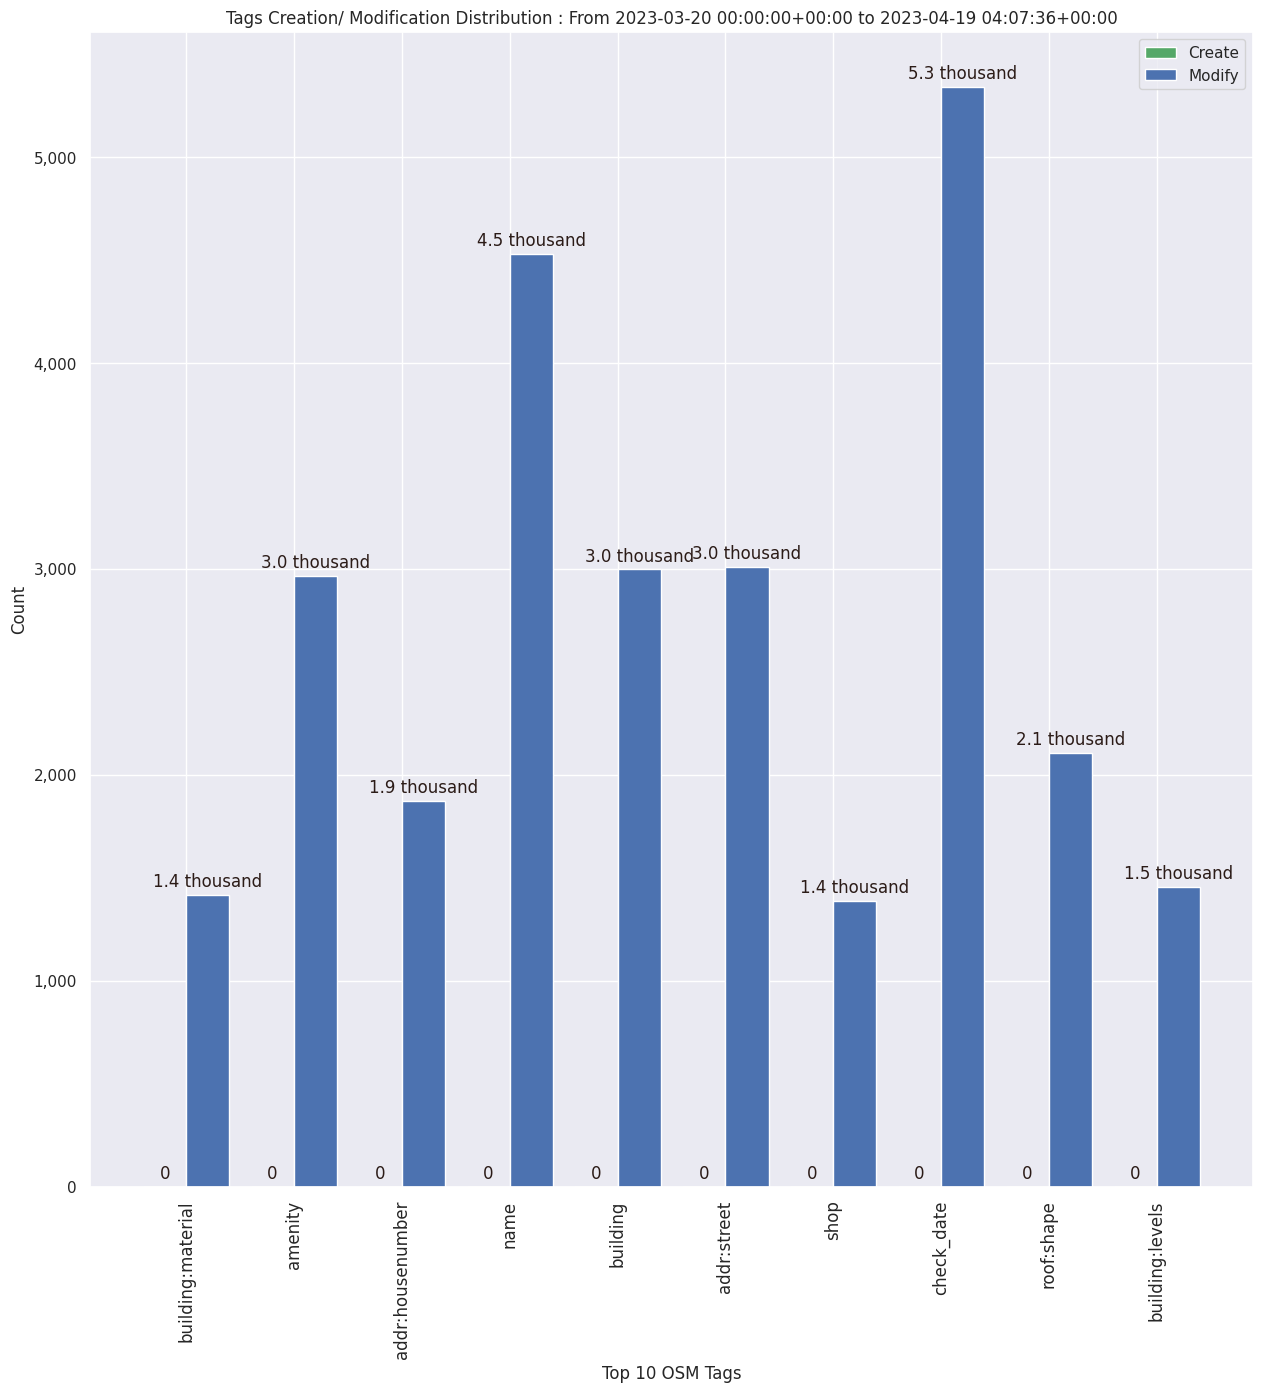 Tags Creation/ Modification Distribution : From 2023-03-20 00:00:00+00:00 to 2023-04-19 04:07:36+00:00
Create
Modify
5.3 thousand
5,000
4.5 thousand
4,000
3.0 thousand
3.0 thousand
3.0 thousand
3,000
Count
2.1 thousand
2,000
1.9 thousand
1.4 thousand
1.4 thousand
1.5 thousand
1,000
0
0
0
0
0
0
0
0
0
0
0
building:material
amenity
addr:housenumber
name
building
addr:street
shop
check_date
roof:shape
building:levels
Top 10 OSM Tags